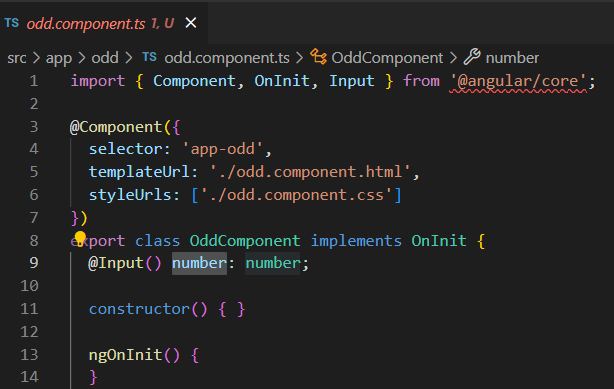 TS odd.component.ts 1, U ×
src > app > odd > TS odd.component.ts > OddComponent > number
1 import { Component, OnInit, Input } from '@angular/core';
2
3 @Component({
4   selector: 'app-odd',
5   templateUrl: './odd.component.html',
6   styleUrls: ['./odd.component.css']
7 })
8 export class OddComponent implements OnInit {
9   @Input() number: number;
10
11   constructor() { }
12
13   ngOnInit() {
14   }